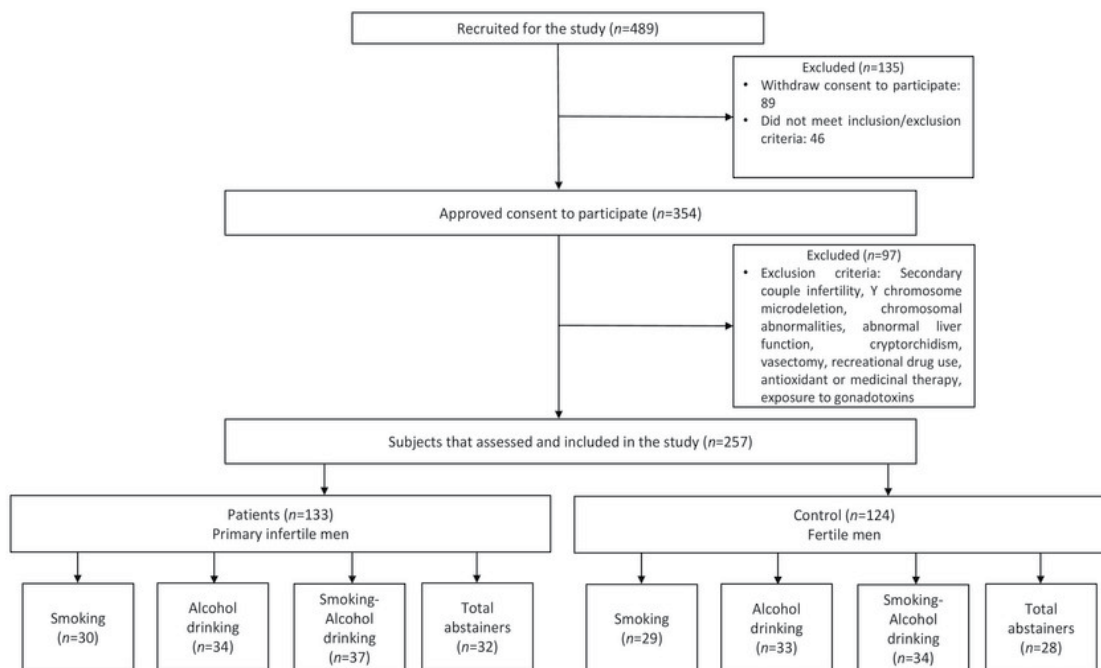 Recruited for the study (n=489)
Excluded (n=135)
• Withdraw consent to participate:
89
• Did not meet inclusion/exclusion
criteria: 46
Approved consent to participate (n=354)
Excluded (n=97)
• Exclusion criteria: Secondary
couple infertility, Y chromosome
microdeletion, chromosomal
abnormalities, abnormal liver
function, cryptorchidism,
vasectomy, recreational drug use,
antioxidant or medicinal therapy,
exposure to gonadotoxins
Subjects that assessed and included in the study (n=257)
Patients (n=133)
Primary infertile men
Control (n=124)
Fertile men
Smoking
(n=30)
Alcohol
drinking
(n=34)
Smoking-
Alcohol
drinking
(n=37)
Total
abstainers
(n=32)
Smoking
(n=29)
Alcohol
drinking
(n=33)
Smoking-
Alcohol
drinking
(n=34)
Total
abstainers
(n=28)